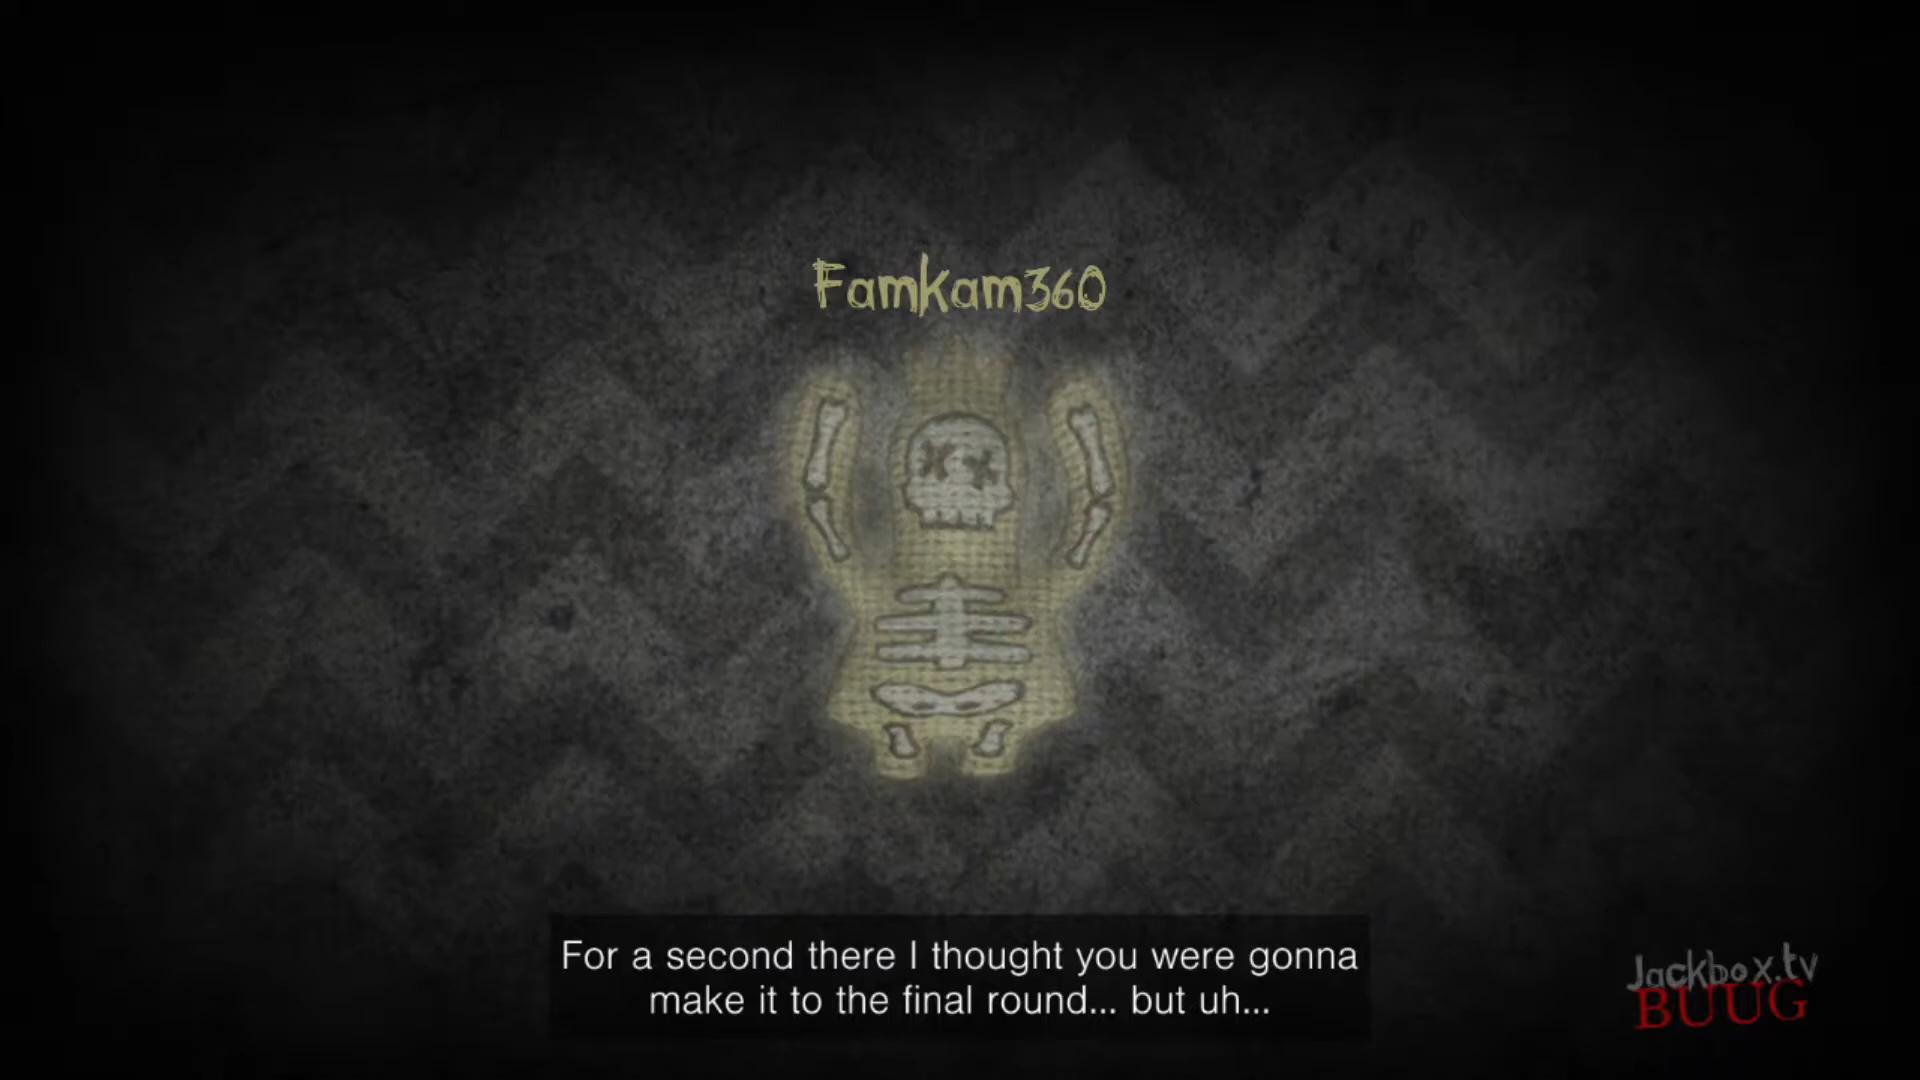 Famkam360
For a second there I thought you were gonna
make it to the final round... but uh...
Jackbox.tv
BUUG